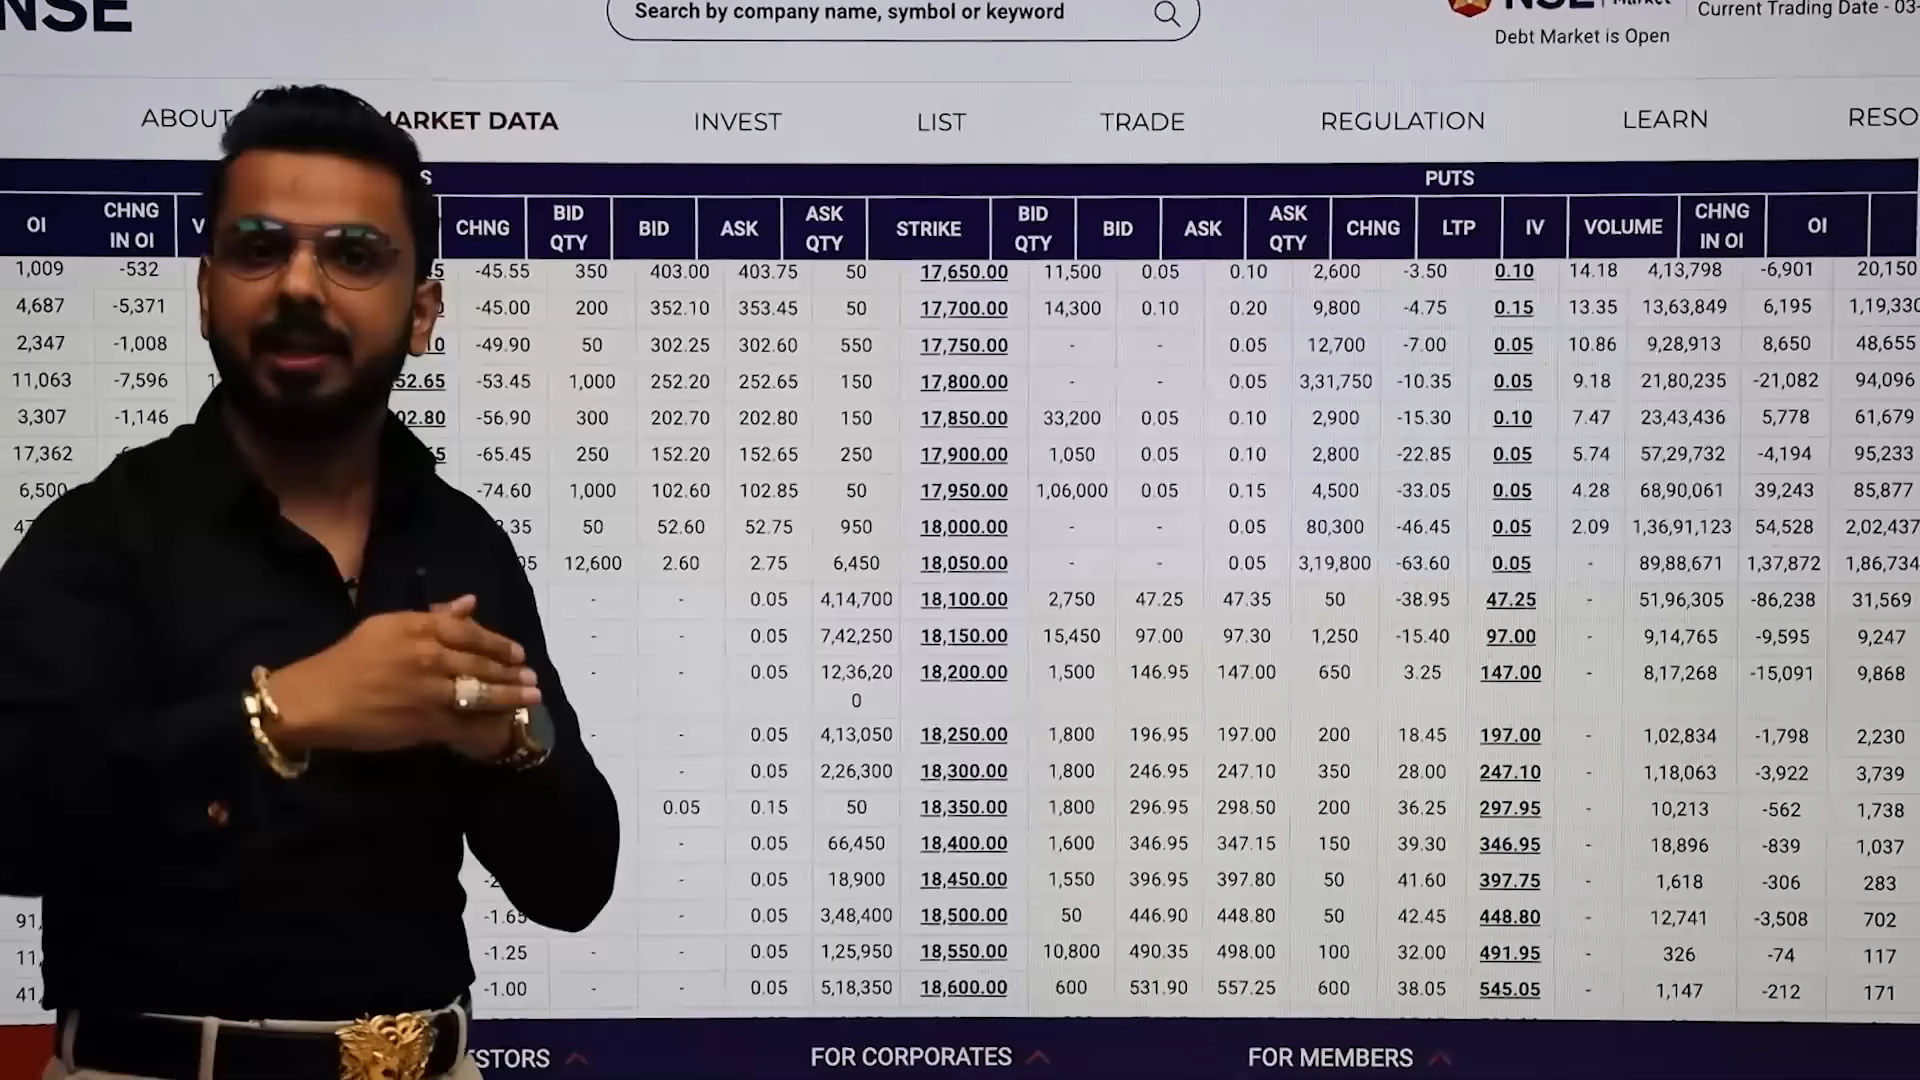 NSE
Search by company name, symbol or keyword
NSE | Market
Current Trading Date - 03-
Debt Market is Open
ABOUT MARKET DATA INVEST LIST TRADE REGULATION LEARN RESO
S PUTS
OI CHNG IN OI V CHNG BID QTY BID ASK ASK QTY STRIKE BID QTY BID ASK ASK QTY CHNG LTP IV VOLUME CHNG IN OI OI
1,009 -532 45 -45.55 350 403.00 403.75 50 17,650.00 11,500 0.05 0.10 2,600 -3.50 0.10 14.18 4,13,798 -6,901 20,150
4,687 -5,371 0 -45.00 200 352.10 353.45 50 17,700.00 14,300 0.10 0.20 9,800 -4.75 0.15 13.35 13,63,849 6,195 1,19,330
2,347 -1,008 10 -49.90 50 302.25 302.60 550 17,750.00 - - 0.05 12,700 -7.00 0.05 10.86 9,28,913 8,650 48,655
11,063 -7,596 1 52.65 -53.45 1,000 252.20 252.65 150 17,800.00 - - 0.05 3,31,750 -10.35 0.05 9.18 21,80,235 -21,082 94,096
3,307 -1,146 02.80 -56.90 300 202.70 202.80 150 17,850.00 33,200 0.05 0.10 2,900 -15.30 0.10 7.47 23,43,436 5,778 61,679
17,362 5 -65.45 250 152.20 152.65 250 17,900.00 1,050 0.05 0.10 2,800 -22.85 0.05 5.74 57,29,732 -4,194 95,233
6,500 -74.60 1,000 102.60 102.85 50 17,950.00 1,06,000 0.05 0.15 4,500 -33.05 0.05 4.28 68,90,061 39,243 85,877
47 .35 50 52.60 52.75 950 18,000.00 - - 0.05 80,300 -46.45 0.05 2.09 1,36,91,123 54,528 2,02,437
05 12,600 2.60 2.75 6,450 18,050.00 - - 0.05 3,19,800 -63.60 0.05 - 89,88,671 1,37,872 1,86,734
- - 0.05 4,14,700 18,100.00 2,750 47.25 47.35 50 -38.95 47.25 - 51,96,305 -86,238 31,569
- - 0.05 7,42,250 18,150.00 15,450 97.00 97.30 1,250 -15.40 97.00 - 9,14,765 -9,595 9,247
- - 0.05 12,36,200 18,200.00 1,500 146.95 147.00 650 3.25 147.00 - 8,17,268 -15,091 9,868
- - 0.05 4,13,050 18,250.00 1,800 196.95 197.00 200 18.45 197.00 - 1,02,834 -1,798 2,230
- 0.05 2,26,300 18,300.00 1,800 246.95 247.10 350 28.00 247.10 - 1,18,063 -3,922 3,739
0.05 0.15 50 18,350.00 1,800 296.95 298.50 200 36.25 297.95 - 10,213 -562 1,738
- 0.05 66,450 18,400.00 1,600 346.95 347.15 150 39.30 346.95 - 18,896 -839 1,037
-2 - 0.05 18,900 18,450.00 1,550 396.95 397.80 50 41.60 397.75 - 1,618 -306 283
91, -1.65 - 0.05 3,48,400 18,500.00 50 446.90 448.80 50 42.45 448.80 - 12,741 -3,508 702
11, -1.25 - - 0.05 1,25,950 18,550.00 10,800 490.35 498.00 100 32.00 491.95 - 326 -74 117
41, -1.00 - - 0.05 5,18,350 18,600.00 600 531.90 557.25 600 38.05 545.05 - 1,147 -212 171
ESTORS FOR CORPORATES FOR MEMBERS